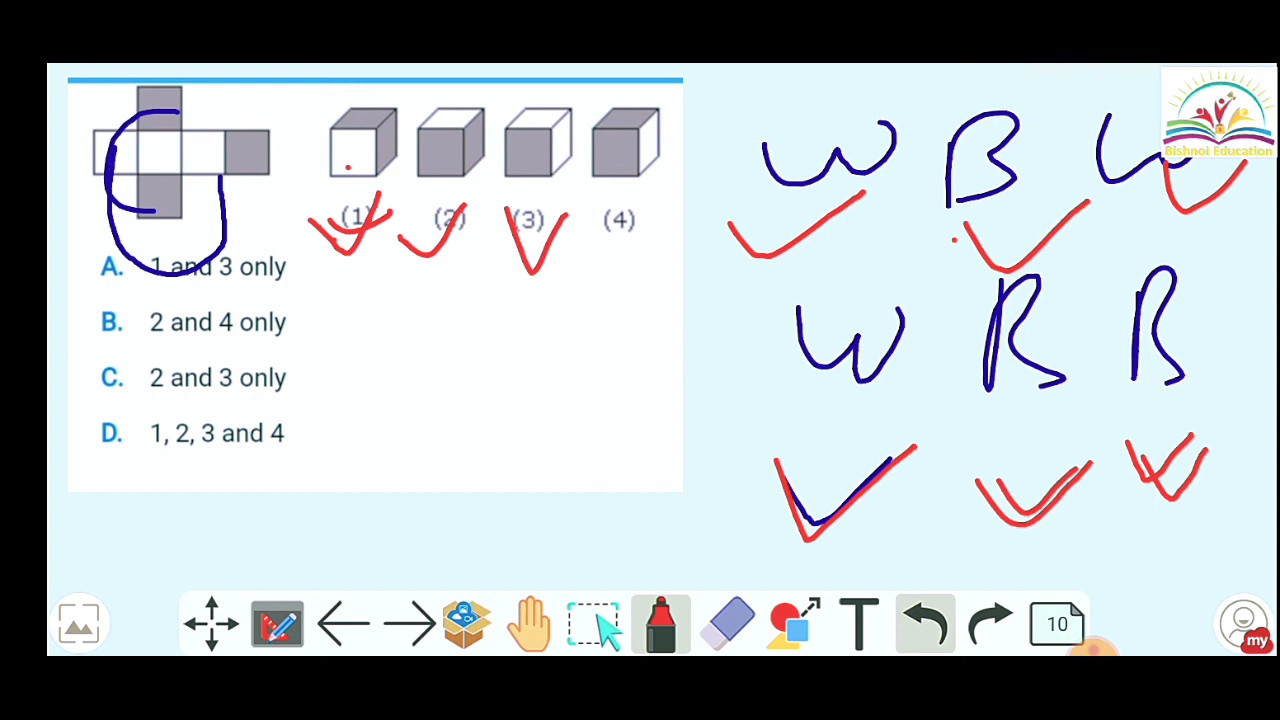 W B W
Bishnoi Education
(1) (2) (3) (4)
A. 1 and 3 only
B. 2 and 4 only
C. 2 and 3 only
D. 1, 2, 3 and 4
W B B
T
10
my